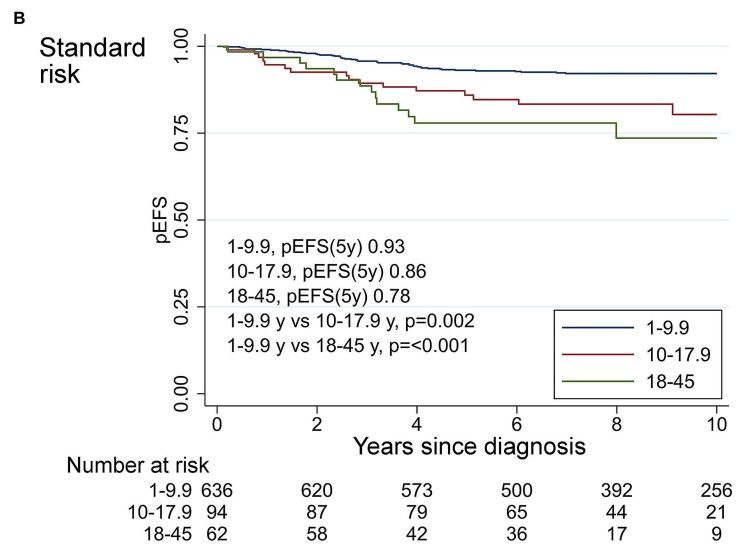 B
Standard
risk
1.00
0.75
0.50
0.25
0.00
pEFS
1-9.9, pEFS(5y) 0.93
10-17.9, pEFS(5y) 0.86
18-45, pEFS(5y) 0.78
1-9.9 y vs 10-17.9 y, p=0.002
1-9.9 y vs 18-45 y, p=<0.001
1-9.9
10-17.9
18-45
0 2 4 6 8 10
Years since diagnosis
Number at risk
1-9.9 636 620 573 500 392 256
10-17.9 94 87 79 65 44 21
18-45 62 58 42 36 17 9